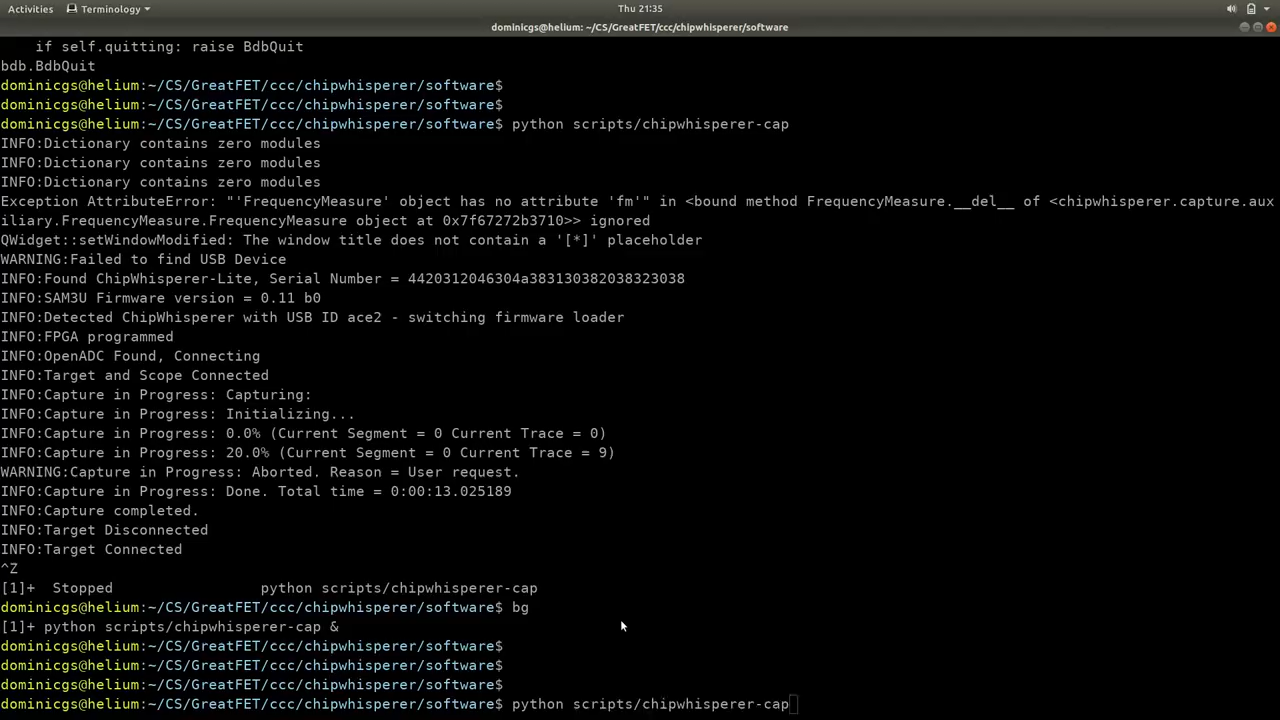 Activities Terminology Thu 21:35
dominicgs@helium: ~/CS/GreatFET/ccc/chipwhisperer/software
if self.quitting: raise BdbQuit
bdb.BdbQuit
dominicgs@helium:~/CS/GreatFET/ccc/chipwhisperer/software$
dominicgs@helium:~/CS/GreatFET/ccc/chipwhisperer/software$
dominicgs@helium:~/CS/GreatFET/ccc/chipwhisperer/software$ python scripts/chipwhisperer-cap
INFO:Dictionary contains zero modules
INFO:Dictionary contains zero modules
INFO:Dictionary contains zero modules
Exception AttributeError: "'FrequencyMeasure' object has no attribute 'fm'" in <bound method FrequencyMeasure.__del__ of <chipwhisperer.capture.aux
iliary.FrequencyMeasure.FrequencyMeasure object at 0x7f67272b3710>> ignored
QWidget::setWindowModified: The window title does not contain a '[*]' placeholder
WARNING:Failed to find USB Device
INFO:Found ChipWhisperer-Lite, Serial Number = 4420312046304a383130382038323038
INFO:SAM3U Firmware version = 0.11 b0
INFO:Detected ChipWhisperer with USB ID ace2 - switching firmware loader
INFO:FPGA programmed
INFO:OpenADC Found, Connecting
INFO:Target and Scope Connected
INFO:Capture in Progress: Capturing:
INFO:Capture in Progress: Initializing...
INFO:Capture in Progress: 0.0% (Current Segment = 0 Current Trace = 0)
INFO:Capture in Progress: 20.0% (Current Segment = 0 Current Trace = 9)
WARNING:Capture in Progress: Aborted. Reason = User request.
INFO:Capture in Progress: Done. Total time = 0:00:13.025189
INFO:Capture completed.
INFO:Target Disconnected
INFO:Target Connected
^Z
[1]+  Stopped                 python scripts/chipwhisperer-cap
dominicgs@helium:~/CS/GreatFET/ccc/chipwhisperer/software$ bg
[1]+ python scripts/chipwhisperer-cap &
dominicgs@helium:~/CS/GreatFET/ccc/chipwhisperer/software$
dominicgs@helium:~/CS/GreatFET/ccc/chipwhisperer/software$
dominicgs@helium:~/CS/GreatFET/ccc/chipwhisperer/software$
dominicgs@helium:~/CS/GreatFET/ccc/chipwhisperer/software$ python scripts/chipwhisperer-cap